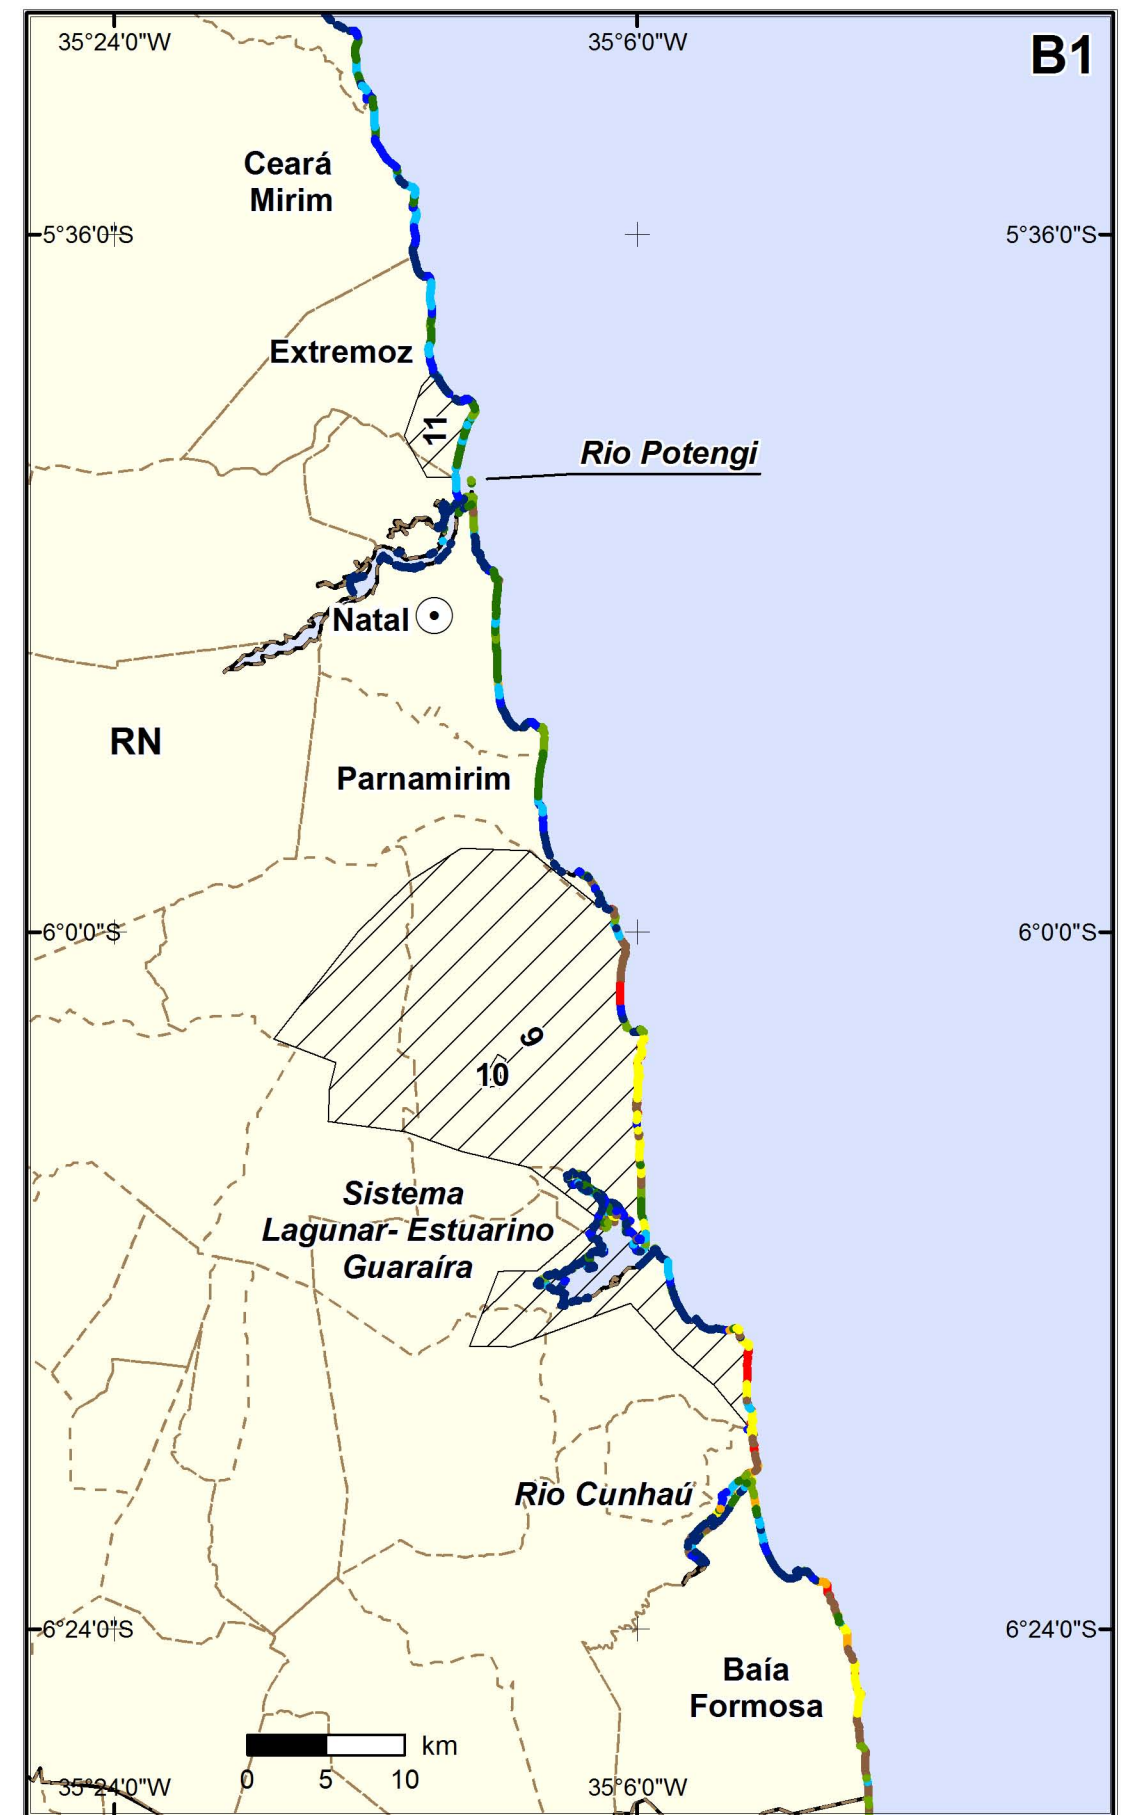 35°24'0"W
35°6'0"W
B1
Ceará
Mirim
5°36'0"S
5°36'0"S
Extremoz
11
Rio Potengi
Natal
RN
Parnamirim
6°0'0"S
6°0'0"S
9
10
Sistema
Lagunar- Estuarino
Guaraíra
Rio Cunhaú
6°24'0"S
6°24'0"S
Baía
Formosa
km
0 5 10
35°24'0"W
35°6'0"W